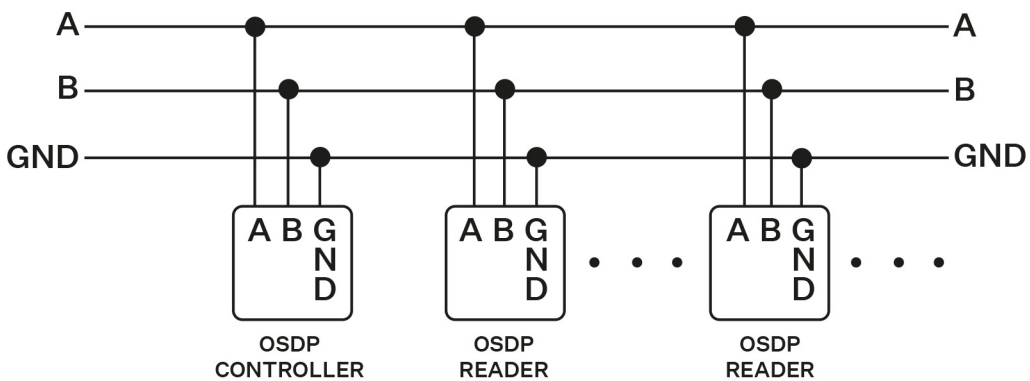 A A
B B
GND GND
A B G
N
D
A B G
N
D
A B G
N
D
OSDP
CONTROLLER
OSDP
READER
OSDP
READER